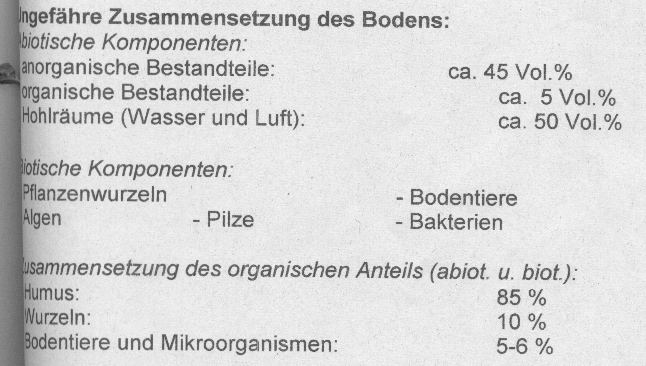 ngefähre Zusammensetzung des Bodens:
biotische Komponenten:
anorganische Bestandteile: ca. 45 Vol.%
organische Bestandteile: ca. 5 Vol.%
Hohlräume (Wasser und Luft): ca. 50 Vol.%
iotische Komponenten:
Pflanzenwurzeln - Bodentiere
Algen - Pilze - Bakterien
usammensetzung des organischen Anteils (abiot. u. biot.):
Humus: 85 %
Wurzeln: 10 %
Bodentiere und Mikroorganismen: 5-6 %